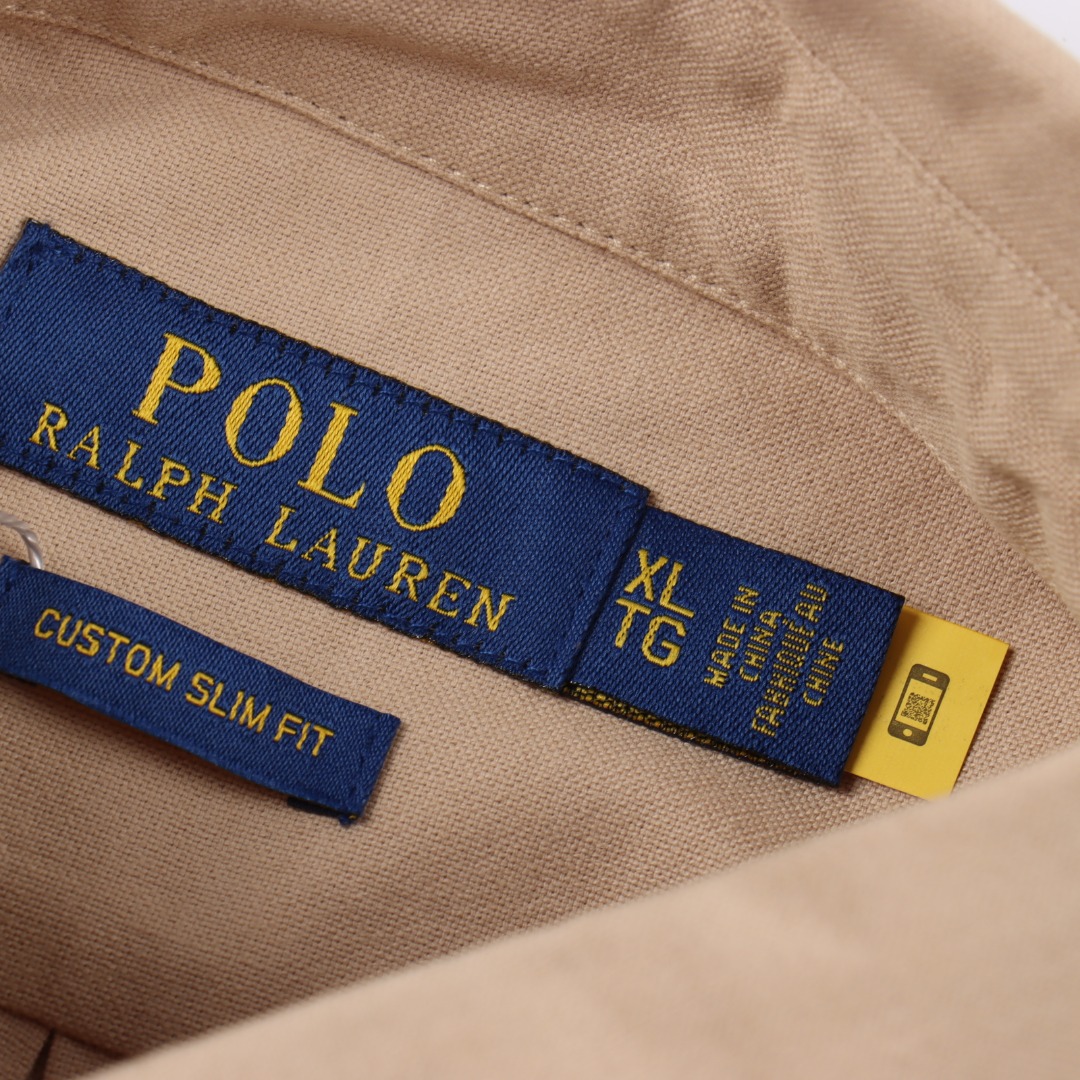 POLO
RALPH LAUREN
XL
TG
MADE IN
CHINA
FABRIQUÉ AU
CHINE
CUSTOM SLIM FIT